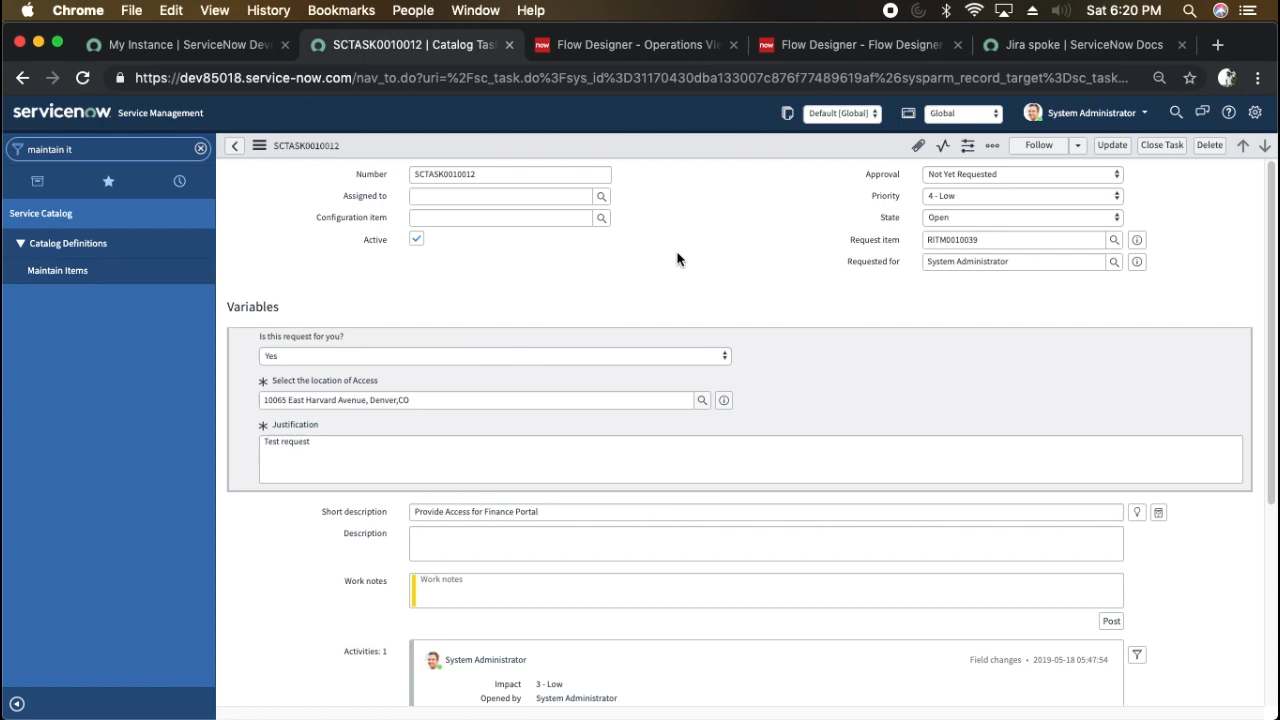 Chrome File Edit View History Bookmarks People Window Help Sat 6:20 PM
My Instance | ServiceNow Dev SCTASK0010012 | Catalog Tas Flow Designer - Operations Vie Flow Designer - Flow Designer Jira spoke | ServiceNow Docs
https://dev85018.service-now.com/nav_to.do?uri=%2Fsc_task.do%3Fsys_id%3D31170430dba133007c876f77489619af%26sysparm_record_target%3Dsc_task...
servicenow Service Management Default [Global] Global System Administrator
maintain it
SCTASK0010012 Follow Update Close Task Delete
Service Catalog
Catalog Definitions
Maintain Items
Number SCTASK0010012 Approval Not Yet Requested
Assigned to Priority 4 - Low
Configuration item State Open
Active Request item RITM0010039
Requested for System Administrator
Variables
Is this request for you?
Yes
Select the location of Access
10065 East Harvard Avenue, Denver,CO
Justification
Test request
Short description Provide Access for Finance Portal
Description
Work notes Work notes
Post
Activities: 1 System Administrator Field changes • 2019-05-18 05:47:54
Impact 3 - Low
Opened by System Administrator